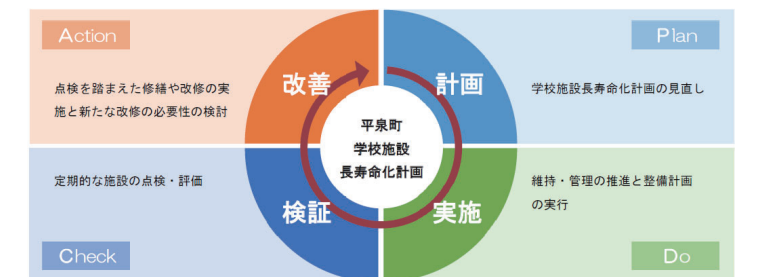 Action
点検を踏まえた修繕や改修の実
施と新たな改修の必要性の検討
改善
計画
Plan
学校施設長寿命化計画の見直し
平泉町
学校施設
長寿命化計画
定期的な施設の点検・評価
Check
検証
実施
維持・管理の推進と整備計画
の実行
Do